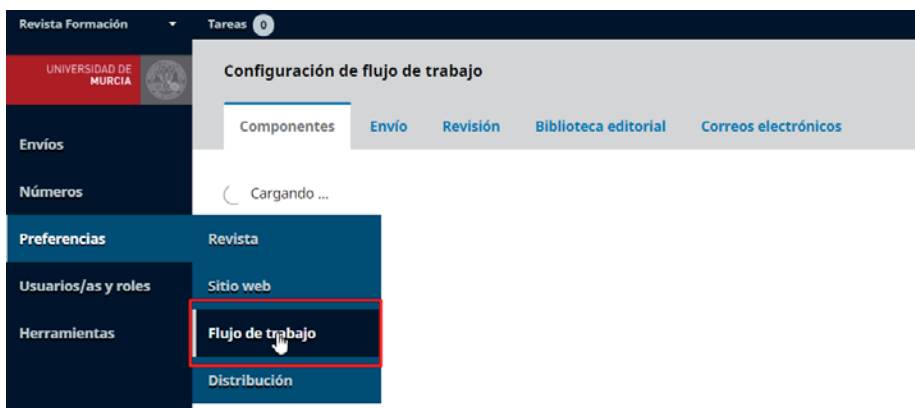 Revista Formación
Tareas 0
UNIVERSIDAD DE
MURCIA
Configuración de flujo de trabajo
Componentes Envío Revisión Biblioteca editorial Correos electrónicos
Envíos
Números
Cargando ...
Preferencias
Revista
Usuarios/as y roles
Sitio web
Herramientas
Flujo de trabajo
Distribución